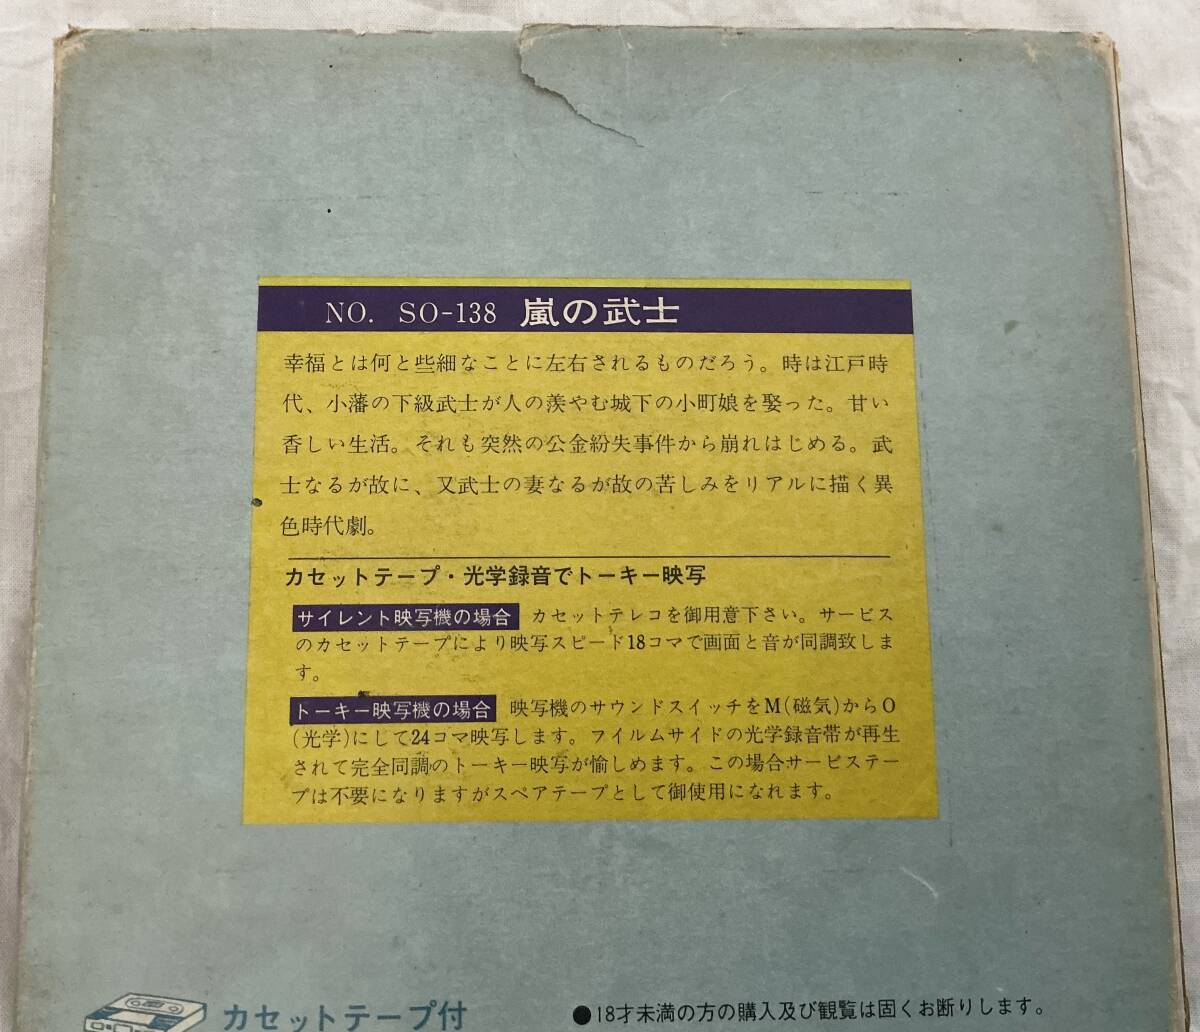 NO. SO-138 嵐の武士
幸福とは何と些細なことに左右されるものだろう。時は江戸時
代、小藩の下級武士が人の羨やむ城下の小町娘を娶った。甘い
香しい生活。それも突然の公金紛失事件から崩れはじめる。武
士なるが故に、又武士の妻なるが故の苦しみをリアルに描く異
色時代劇。
カセットテープ・光学録音でトーキー映写
サイレント映写機の場合 カセットテレコを御用意下さい。サービス
のカセットテープにより映写スピード18コマで画面と音が同調致しま
す。
トーキー映写機の場合 映写機のサウンドスイッチをM(磁気)からO
(光学)にして24コマ映写します。フイルムサイドの光学録音帯が再生
されて完全同調のトーキー映写が愉しめます。この場合サービステー
プは不要になりますがスペアテープとして御使用になれます。
カセットテープ付
●18才未満の方の購入及び観覧は固くお断りします。